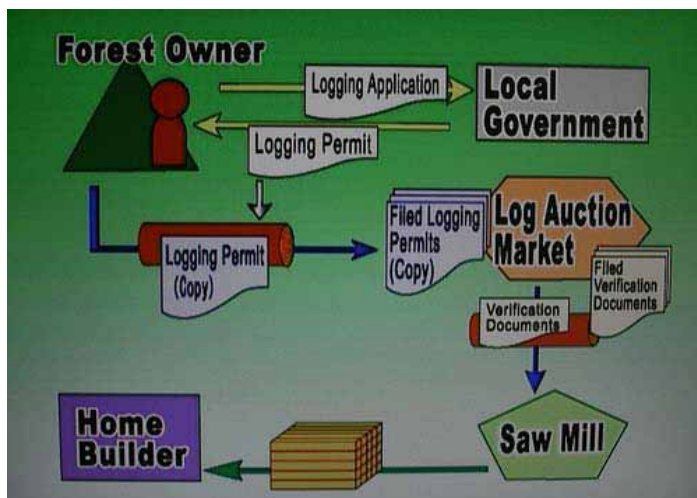 Forest Owner
Logging Application
Local
Government
Logging Permit
Logging Permit
(Copy)
Filed Logging
Permits
(Copy)
Log Auction
Market
Filed
Verification
Documents
Verification
Documents
Home
Builder
Saw Mill